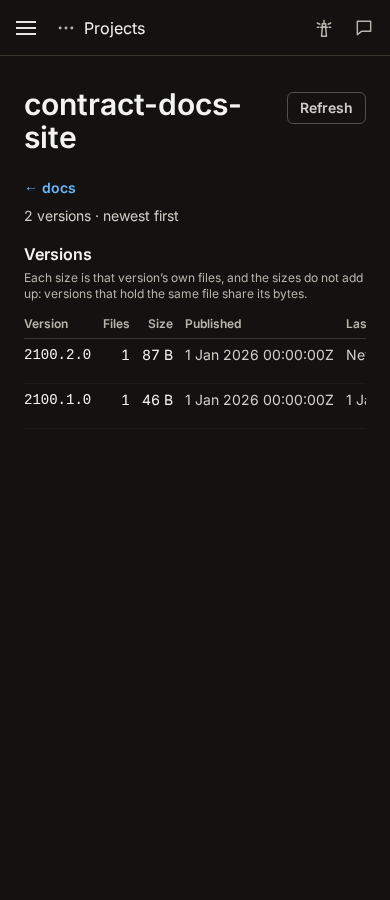 Projects
contract-docs-
site
Refresh
← docs
2 versions · newest first
Versions
Each size is that version’s own files, and the sizes do not add
up: versions that hold the same file share its bytes.
Version Files Size Published
2100.2.0 1 87 B 1 Jan 2026 00:00:00Z
2100.1.0 1 46 B 1 Jan 2026 00:00:00Z 1